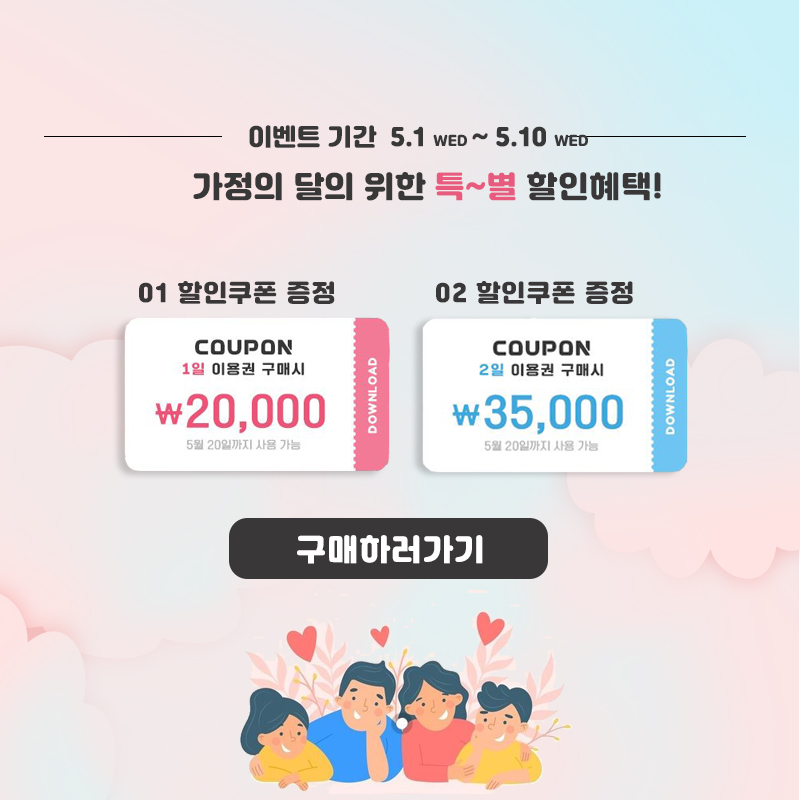 이벤트 기간 5.1 WED ~ 5.10 WED
가정의 달의 위한 특~별 할인혜택!
01 할인쿠폰 증정
COUPON
1일 이용권 구매시
₩20,000
5월 20일까지 사용 가능
DOWNLOAD
02 할인쿠폰 증정
COUPON
2일 이용권 구매시
₩35,000
5월 20일까지 사용 가능
DOWNLOAD
구매하러가기